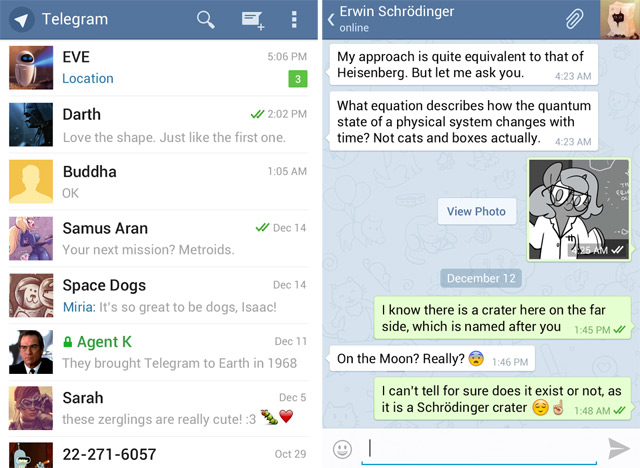 Telegram
EVE
5:06 PM
Location
3
Darth
2:02 PM
Love the shape. Just like the first one.
Buddha
1:05 AM
OK
Samus Aran
Dec 14
Your next mission? Metroids.
Space Dogs
Dec 14
Miria: It's so great to be dogs, Isaac!
Agent K
Dec 11
They brought Telegram to Earth in 1968
Sarah
Dec 5
these zerglings are really cute! :3 🐛❤️
22-271-6057
Oct 29
Erwin Schrödinger
online
My approach is quite equivalent to that of
Heisenberg. But let me ask you.
4:23 AM
What equation describes how the quantum
state of a physical system changes with
time? Not cats and boxes actually.
4:23 AM
View Photo
4:25 AM
December 12
I know there is a crater here on the far
side, which is named after you
1:45 PM
On the Moon? Really? 😨
1:46 PM
I can't tell for sure does it exist or not, as
it is a Schrödinger crater 😌☝
1:48 AM